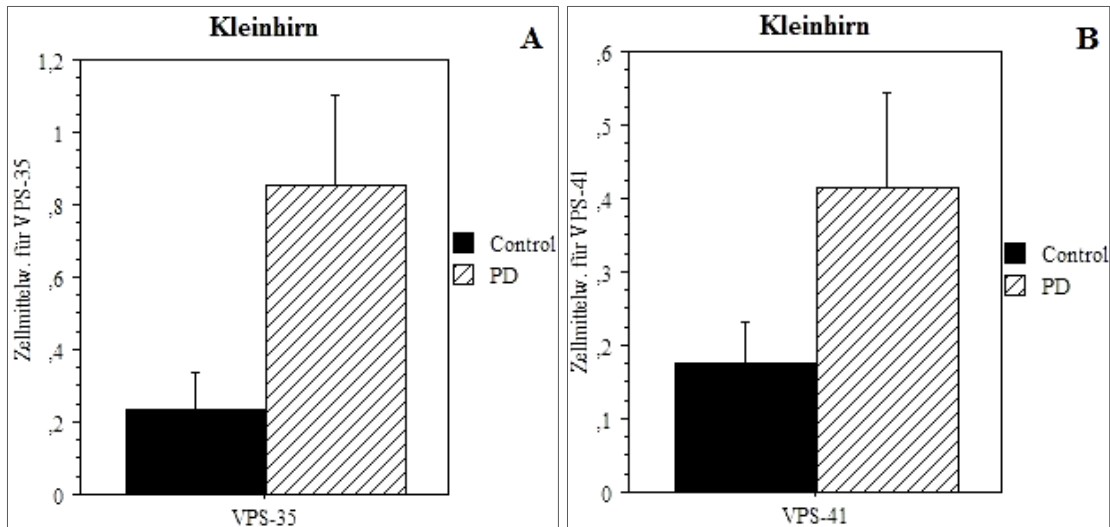 Kleinhirn
A
1,2
1
,8
,6
,4
,2
0
Zellmittelw. für VPS-35
VPS-35
Control
PD
Kleinhirn
B
,6
,5
,4
,3
,2
,1
0
Zellmittelw. für VPS-41
VPS-41
Control
PD